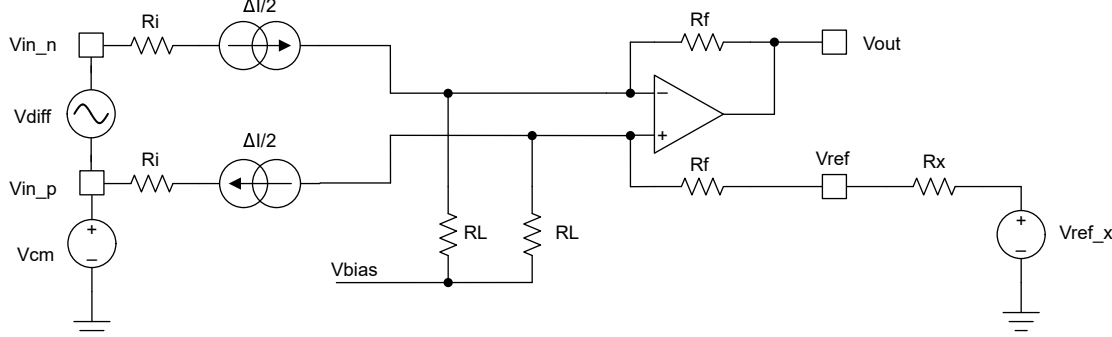 ΔI/2
Ri
Rf
Vin_n
Vout
−
Vdiff
+
ΔI/2
Ri
Rf
Vref
Rx
Vin_p
+
−
Vcm
RL
RL
+
−
Vref_x
Vbias